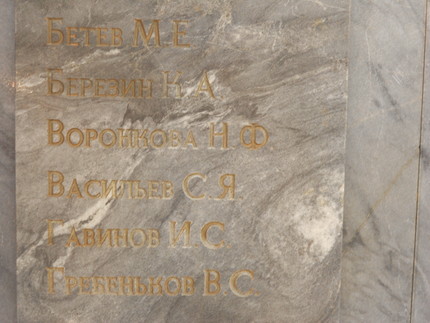 Бетев М.Е
Березин И.А
Воронкова Н.Ф
Васильев С.Я.
Гавинов И.С
Гребеньков В.С.